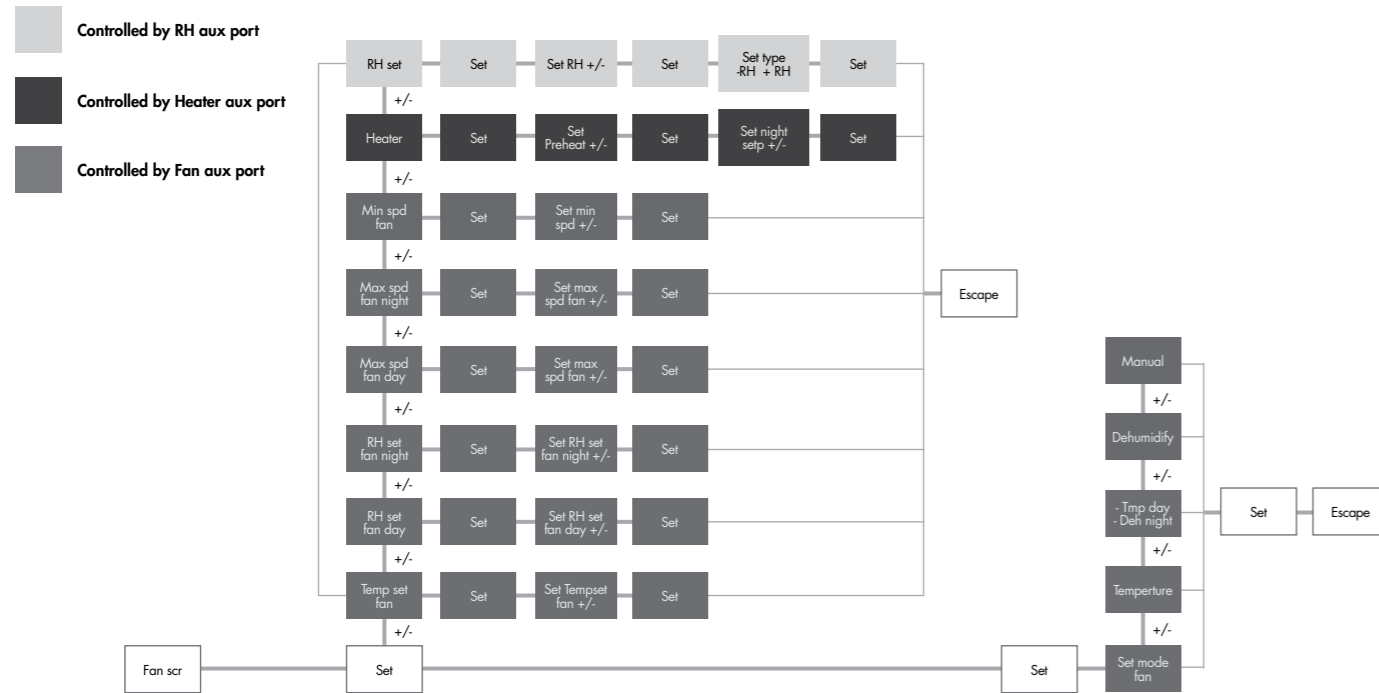 Controlled by RH aux port
Controlled by Heater aux port
Controlled by Fan aux port
RH set
Set
Set RH +/-
Set
Set type
-RH + RH
Set
+/-
Heater
Set
Set
Preheat +/-
Set
Set night
setp +/-
Set
+/-
Min spd
fan
Set
Set min
spd +/-
Set
+/-
Max spd
fan night
Set
Set max
spd fan +/-
Set
Escape
+/-
Max spd
fan day
Set
Set max
spd fan +/-
Set
+/-
RH set
fan night
Set
Set RH set
fan night +/-
Set
+/-
RH set
fan day
Set
Set RH set
fan day +/-
Set
+/-
Temp set
fan
Set
Set Tempset
fan +/-
Set
+/-
Manual
+/-
Dehumidify
+/-
- Tmp day
- Deh night
Set
Escape
+/-
Temperture
+/-
Fan scr
Set
Set
Set mode
fan